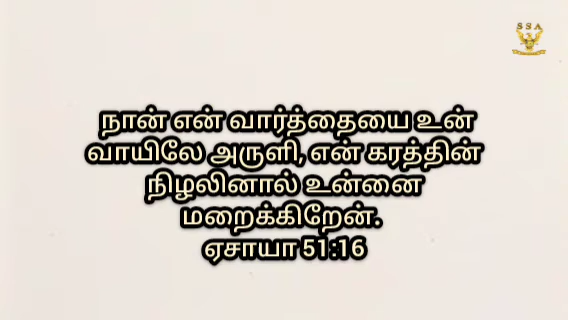 SSA
நான் என் வார்த்தையை உன்
வாயிலே அருளி, என் கரத்தின்
நிழலினால் உன்னை
மறைக்கிறேன்.
ஏசாயா 51:16